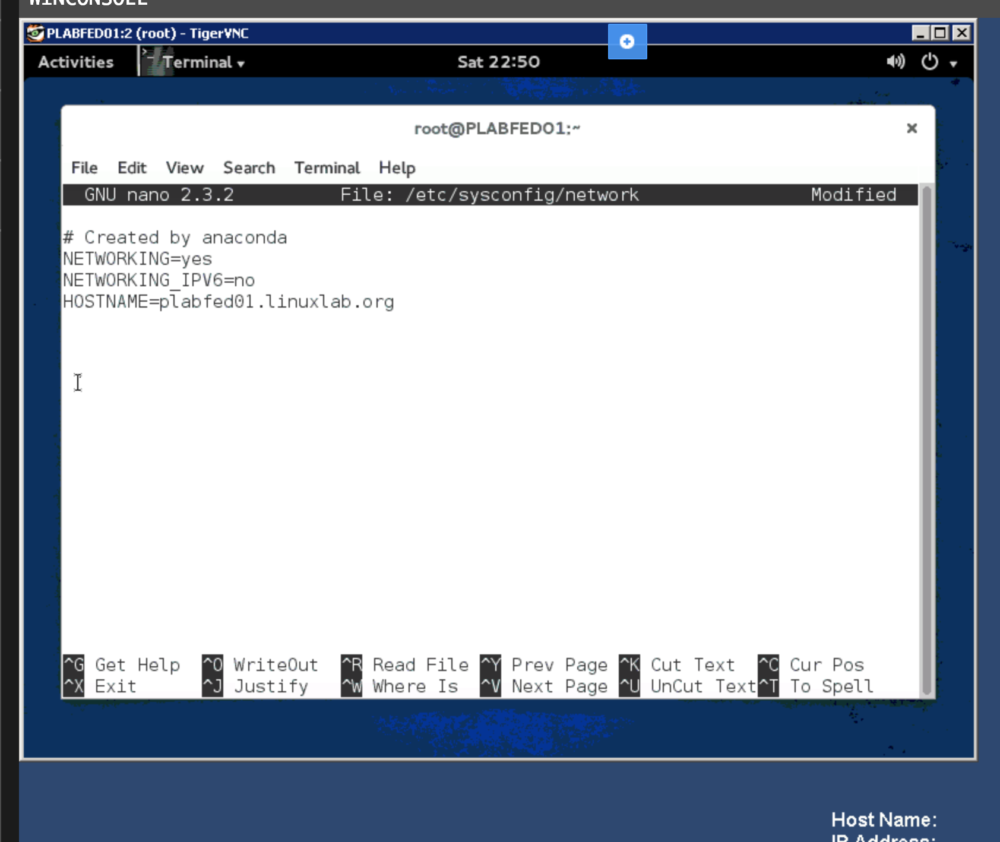 WINCONSOLE
PLABFED01:2 (root) - TigerVNC
Activities Terminal Sat 22:50
root@PLABFED01:~
File Edit View Search Terminal Help
GNU nano 2.3.2 File: /etc/sysconfig/network Modified
# Created by anaconda
NETWORKING=yes
NETWORKING_IPV6=no
HOSTNAME=plabfed01.linuxlab.org
^G Get Help ^O WriteOut ^R Read File ^Y Prev Page ^K Cut Text ^C Cur Pos
^X Exit ^J Justify ^W Where Is ^V Next Page ^U UnCut Text ^T To Spell
Host Name:
IP Address: